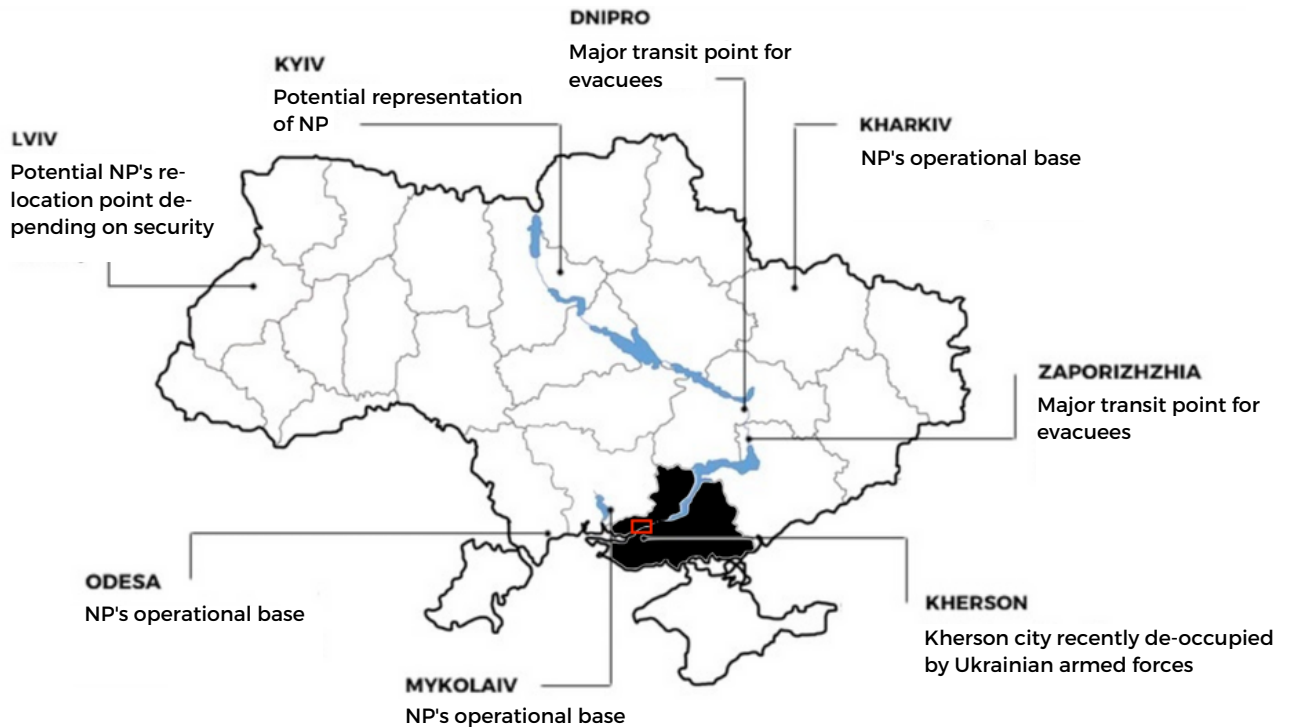 DNIPRO
Major transit point for
evacuees
KYIV
Potential representation
of NP
LVIV
Potential NP's re-
location point de-
pending on security
KHARKIV
NP's operational base
ZAPORIZHZHIA
Major transit point for
evacuees
ODESA
NP's operational base
KHERSON
Kherson city recently de-occupied
by Ukrainian armed forces
MYKOLAIV
NP's operational base